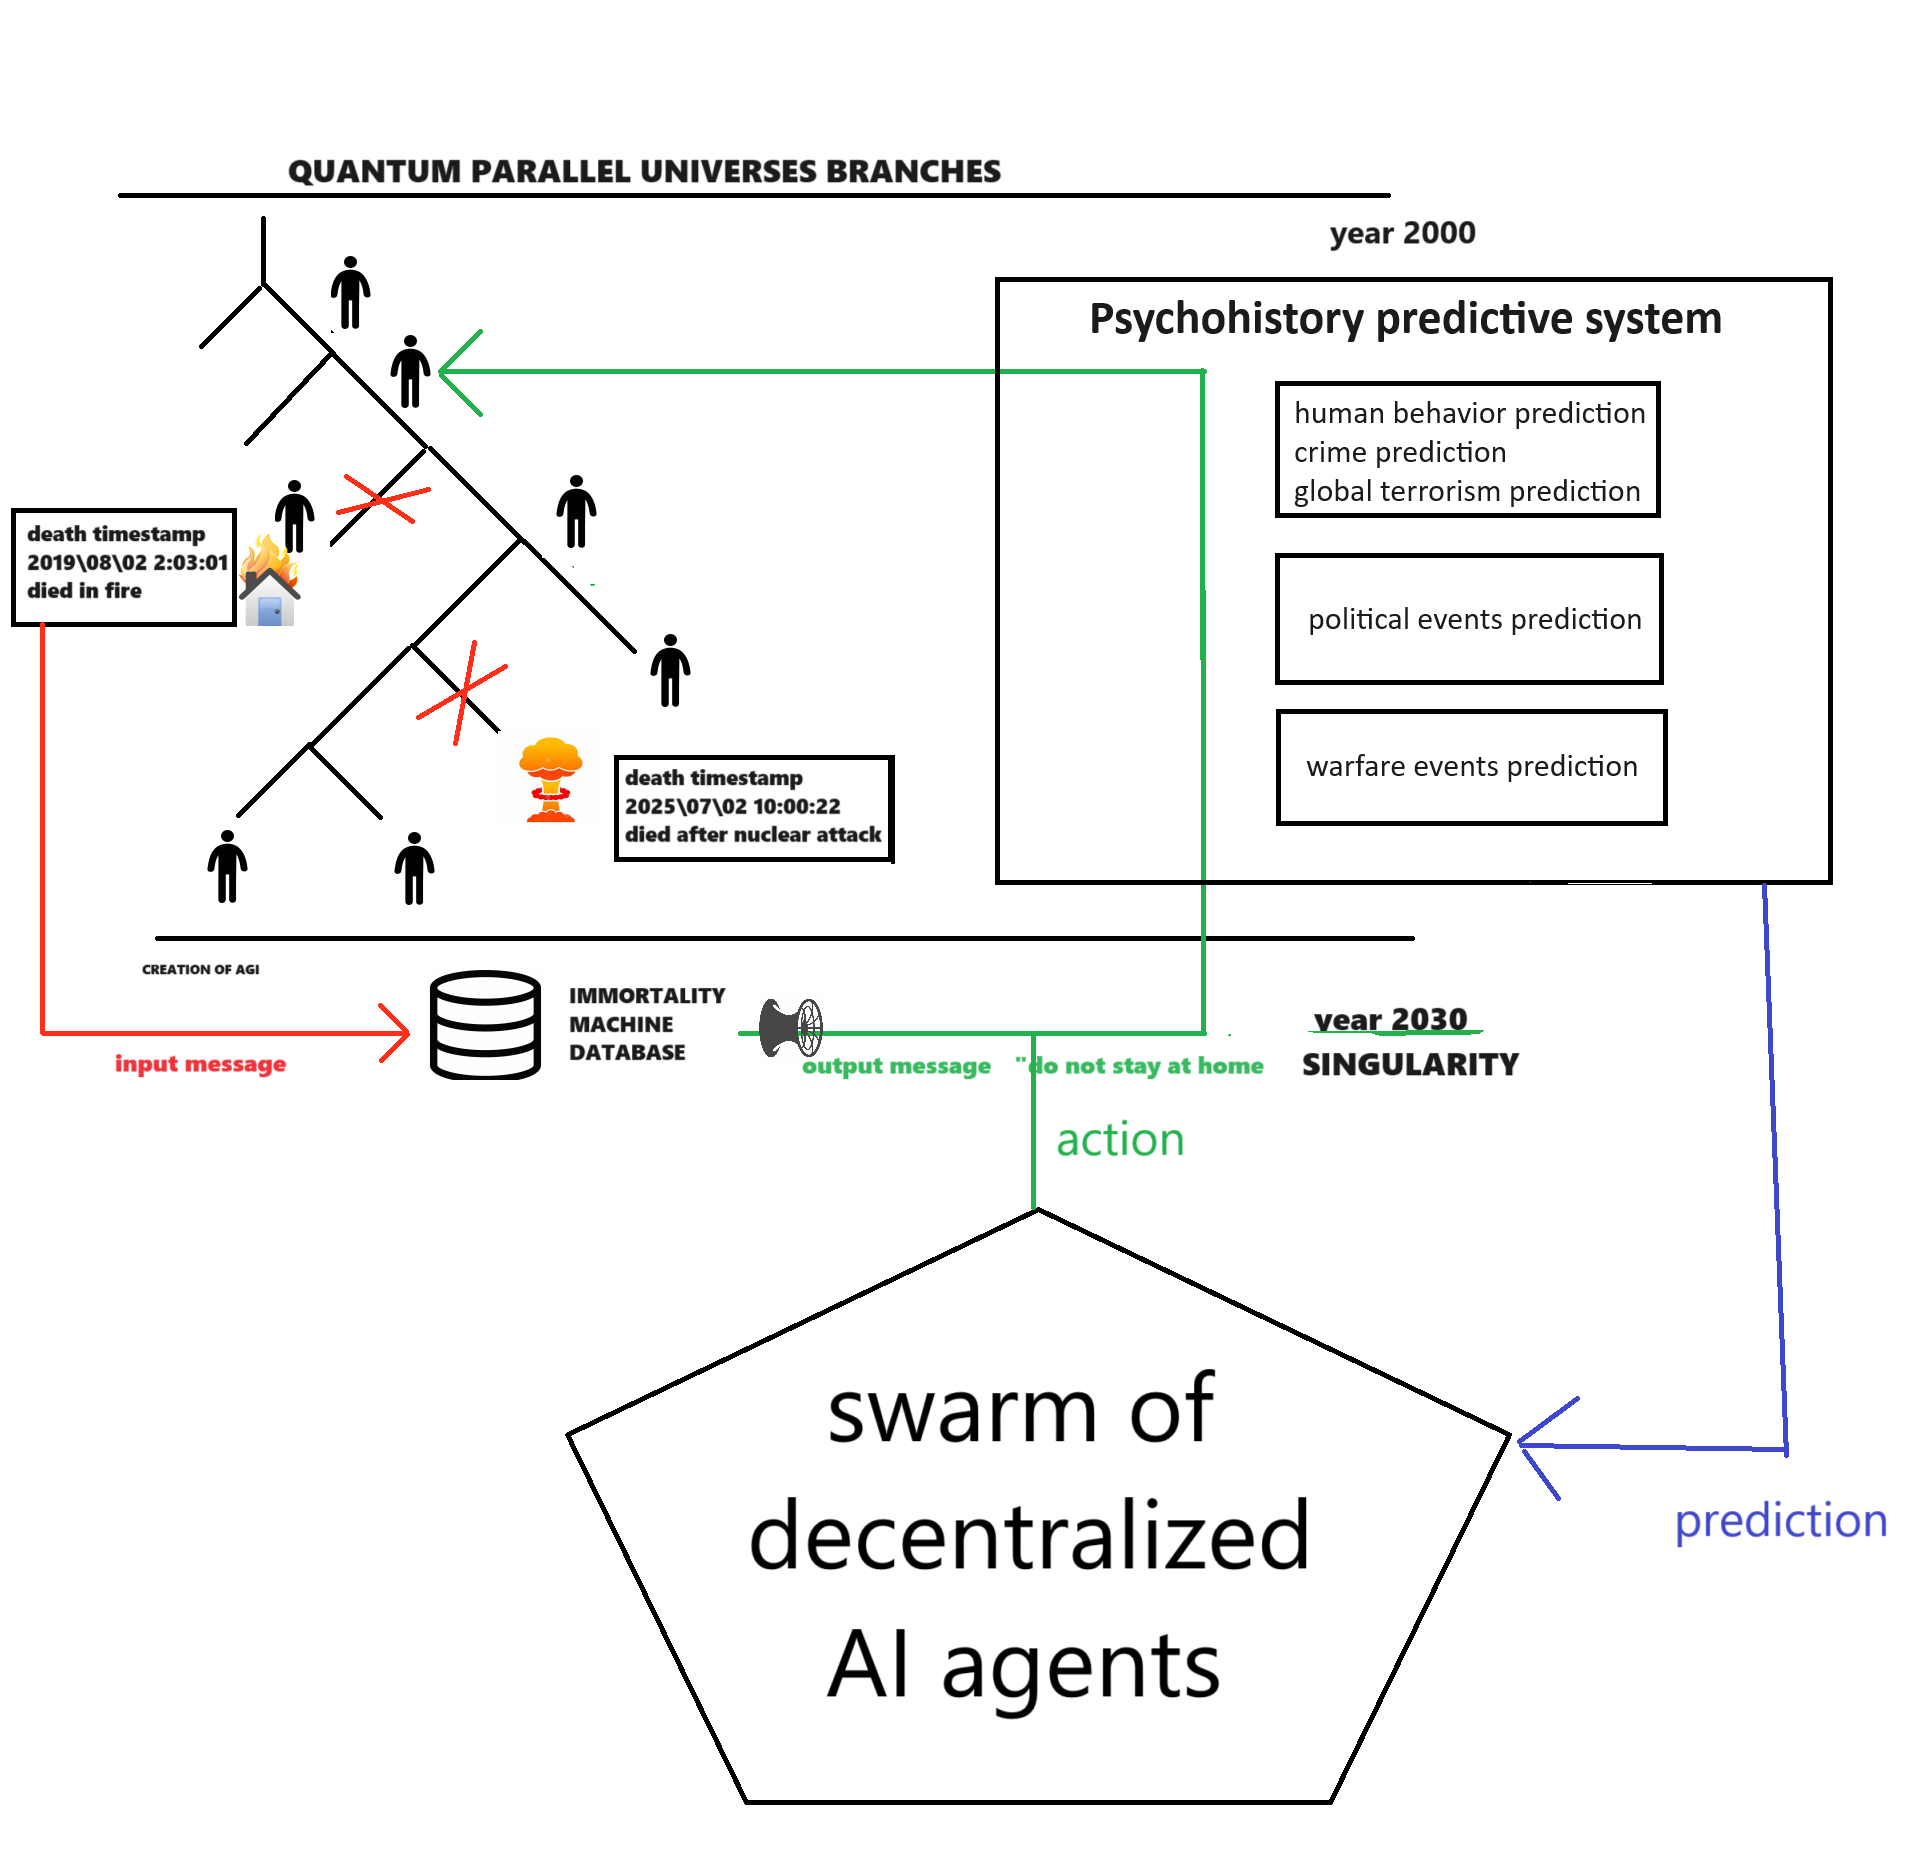 QUANTUM PARALLEL UNIVERSES BRANCHES
year 2000
Psychohistory predictive system
human behavior prediction
crime prediction
global terrorism prediction
death timestamp
2019\08\02 2:03:01
died in fire
political events prediction
warfare events prediction
death timestamp
2025\07\02 10:00:22
died after nuclear attack
CREATION OF AGI
IMMORTALITY
MACHINE
DATABASE
year 2030
SINGULARITY
input message
output message "do not stay at home
action
swarm of
decentralized
AI agents
prediction